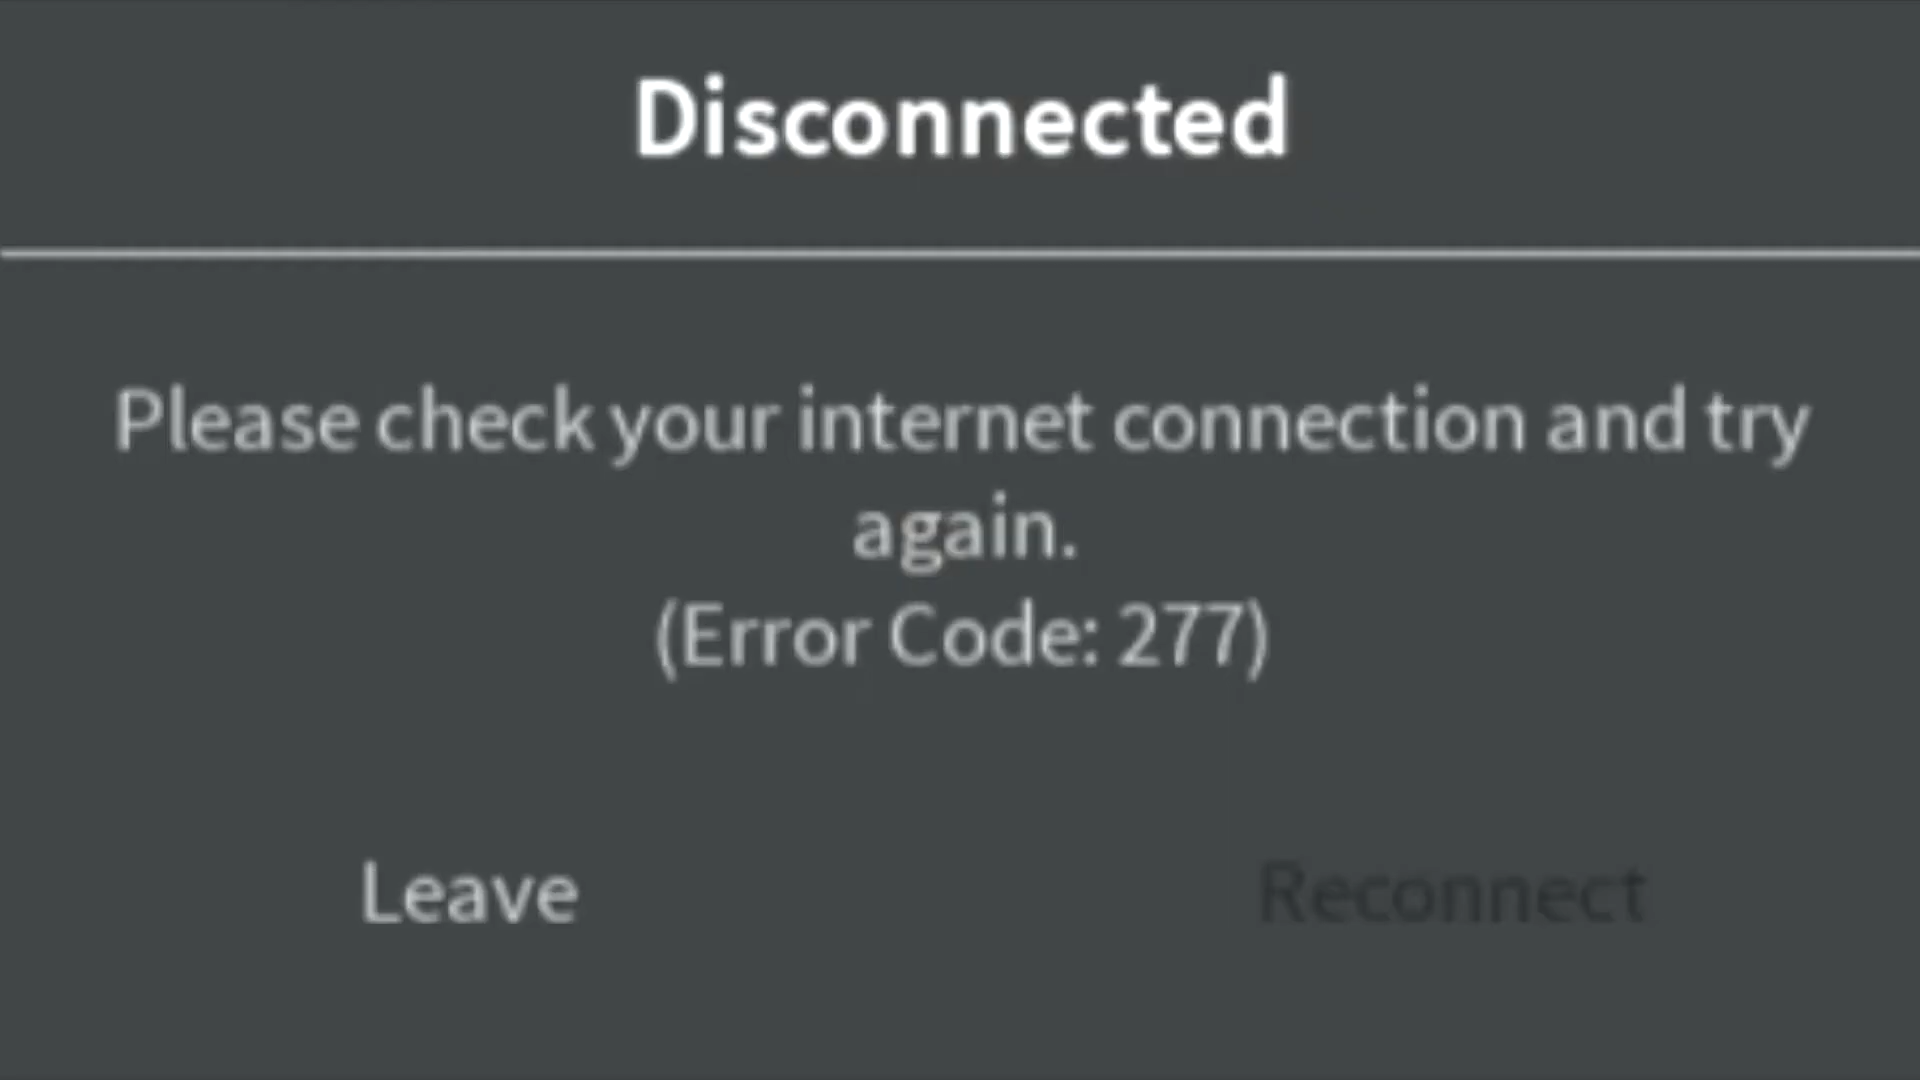 Disconnected
Please check your internet connection and try
again.
(Error Code: 277)
Leave
Reconnect